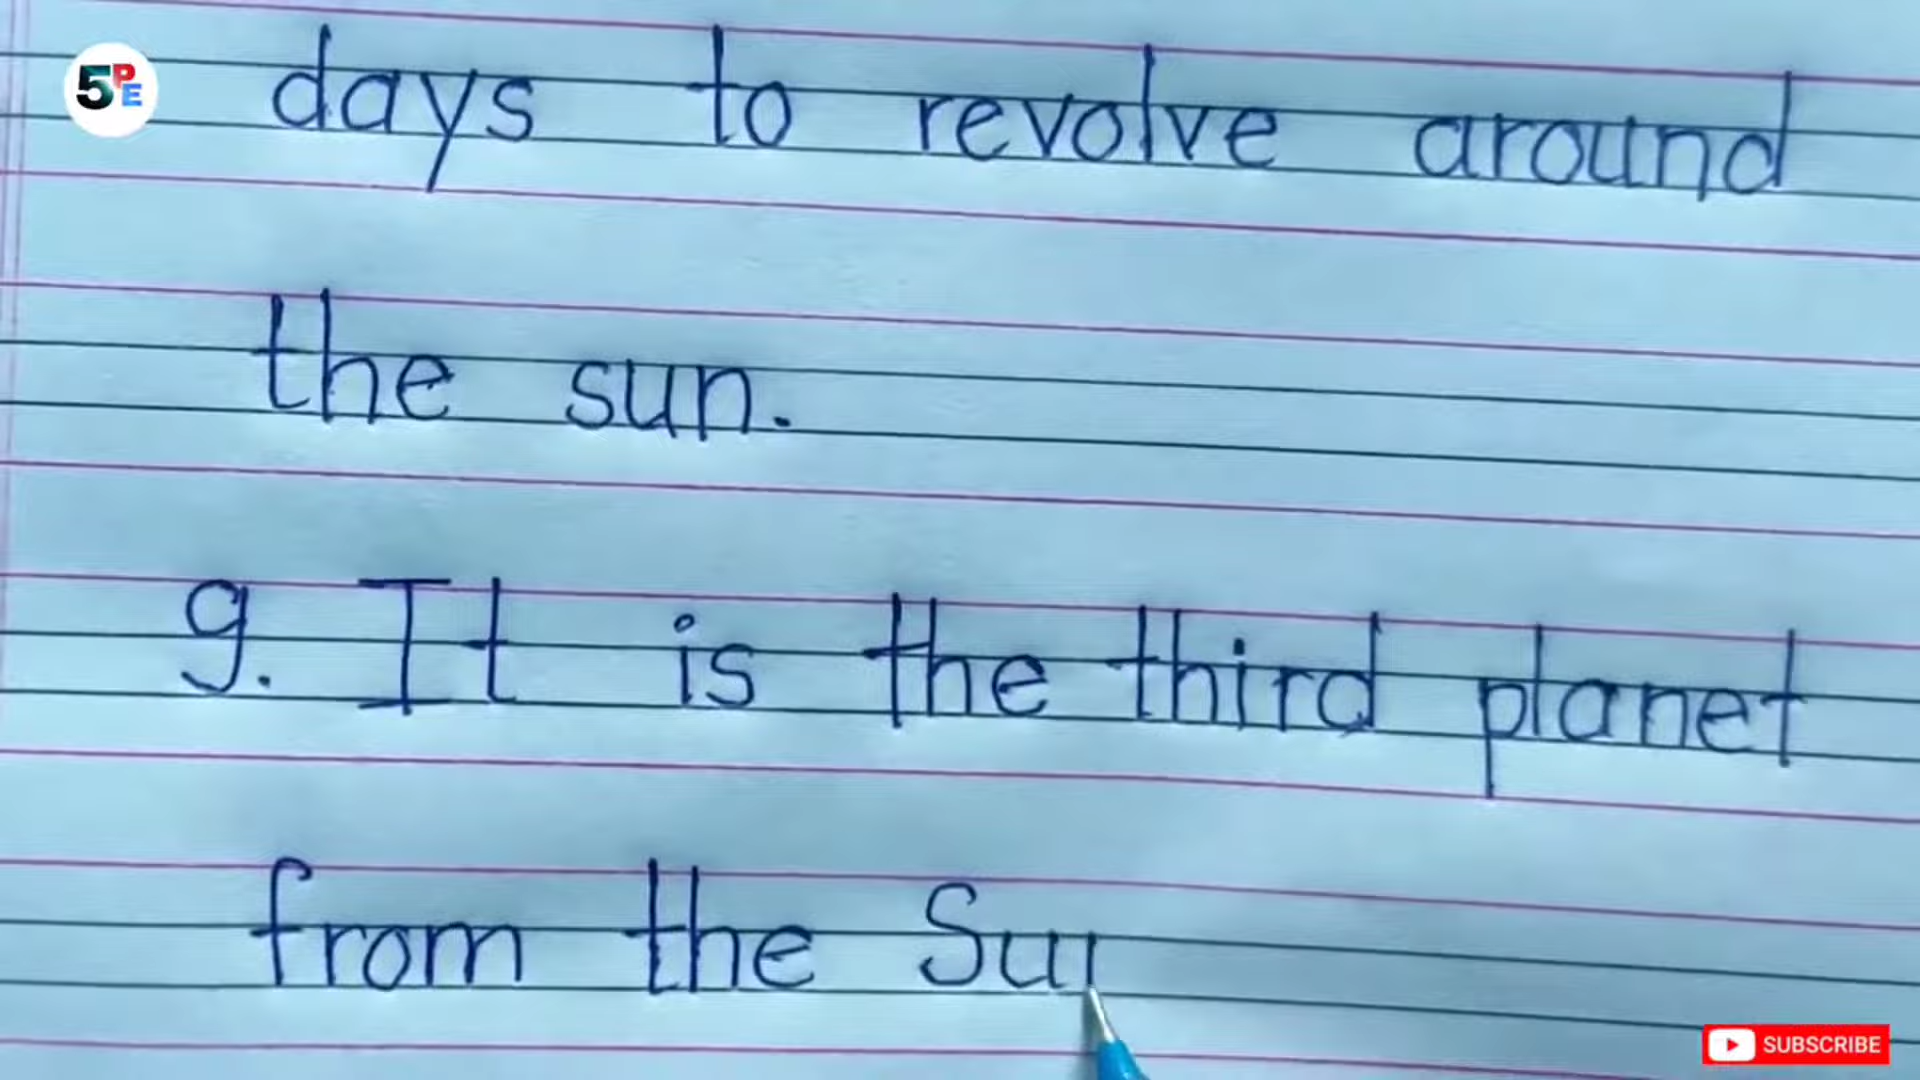 5PE
days to revolve around
the sun.
9. It is the third planet
from the Su
SUBSCRIBE